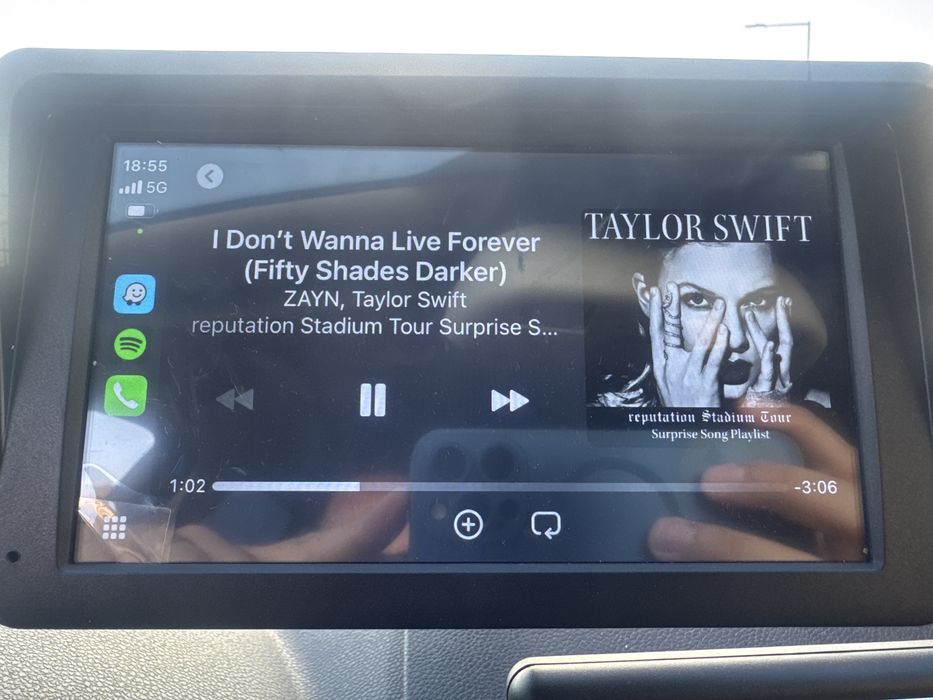 18:55
5G
I Don't Wanna Live Forever
(Fifty Shades Darker)
ZAYN, Taylor Swift
reputation Stadium Tour Surprise S...
TAYLOR SWIFT
reputation Stadium Tour
Surprise Song Playlist
1:02
-3:06